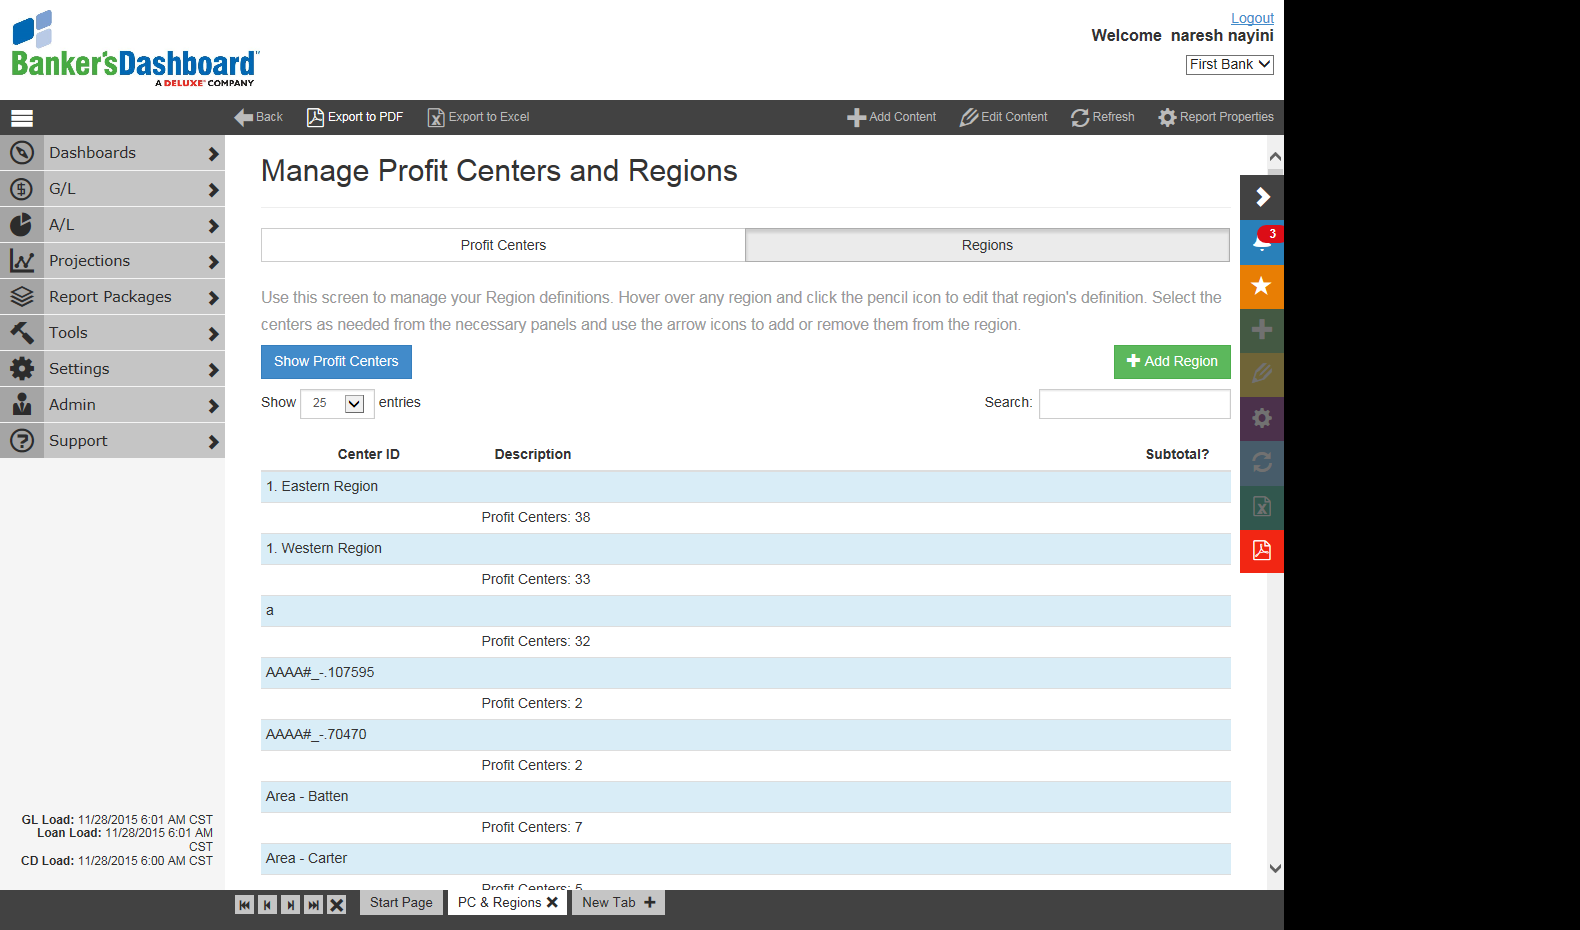 Logout
Welcome naresh nayini
First Bank
Banker'sDashboard
A DELUXE COMPANY
Back
Export to PDF
Export to Excel
Add Content
Edit Content
Refresh
Report Properties
Dashboards
G/L
A/L
Projections
Report Packages
Tools
Settings
Admin
Support
GL Load: 11/28/2015 6:01 AM CST
Loan Load: 11/28/2015 6:01 AM
CST
CD Load: 11/28/2015 6:00 AM CST
Manage Profit Centers and Regions
Profit Centers
Regions
Use this screen to manage your Region definitions. Hover over any region and click the pencil icon to edit that region's definition. Select the
centers as needed from the necessary panels and use the arrow icons to add or remove them from the region.
Show Profit Centers
Add Region
Show 25 entries
Search:
Center ID Description Subtotal?
1. Eastern Region
Profit Centers: 38
1. Western Region
Profit Centers: 33
a
Profit Centers: 32
AAAA#_-.107595
Profit Centers: 2
AAAA#_-.70470
Profit Centers: 2
Area - Batten
Profit Centers: 7
Area - Carter
Profit Centers: 5
3
Start Page
PC & Regions
New Tab